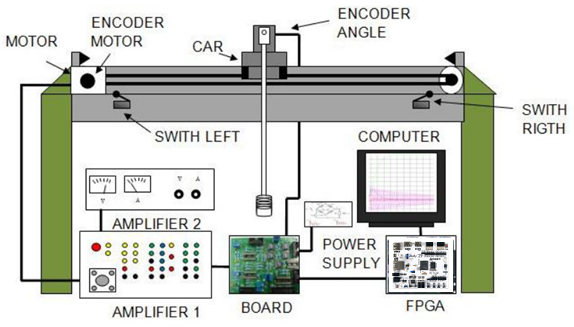 ENCODER
ANGLE
ENCODER
MOTOR
MOTOR
CAR
SWITH LEFT
SWITH
RIGTH
COMPUTER
AMPLIFIER 2
POWER
SUPPLY
AMPLIFIER 1
BOARD
FPGA